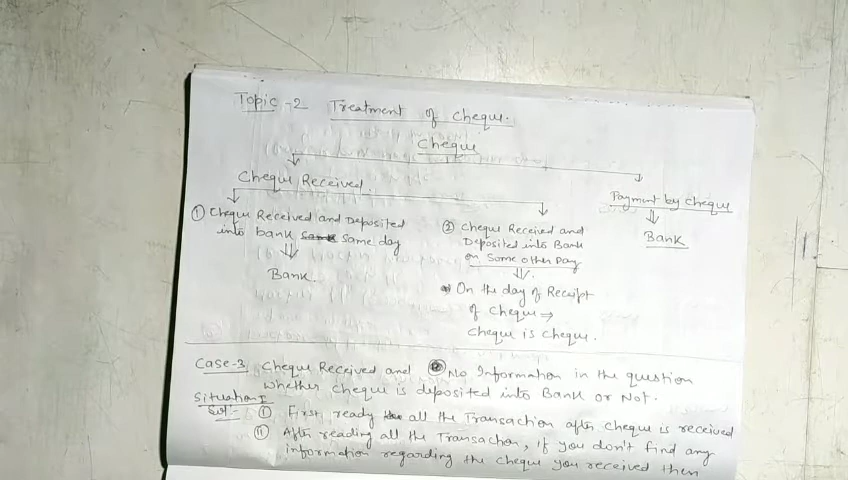 Topic -2 Treatment of Cheque.
Cheque
Cheque Received.
Payment by cheque
Bank
① Cheque Received and Deposited
into bank same day
Bank.
② Cheque Received and
Deposited into Bank
on some other Day
On the day of Receipt
of cheque ⇒
cheque is cheque.
Case-3 Cheque Received and No Information in the question
whether cheque is deposited into Bank or Not.
Situation I
Sol:- (i) First ready all the Transaction after cheque is received
(ii) After reading all the Transaction, if you don't find any
information regarding the cheque you received then